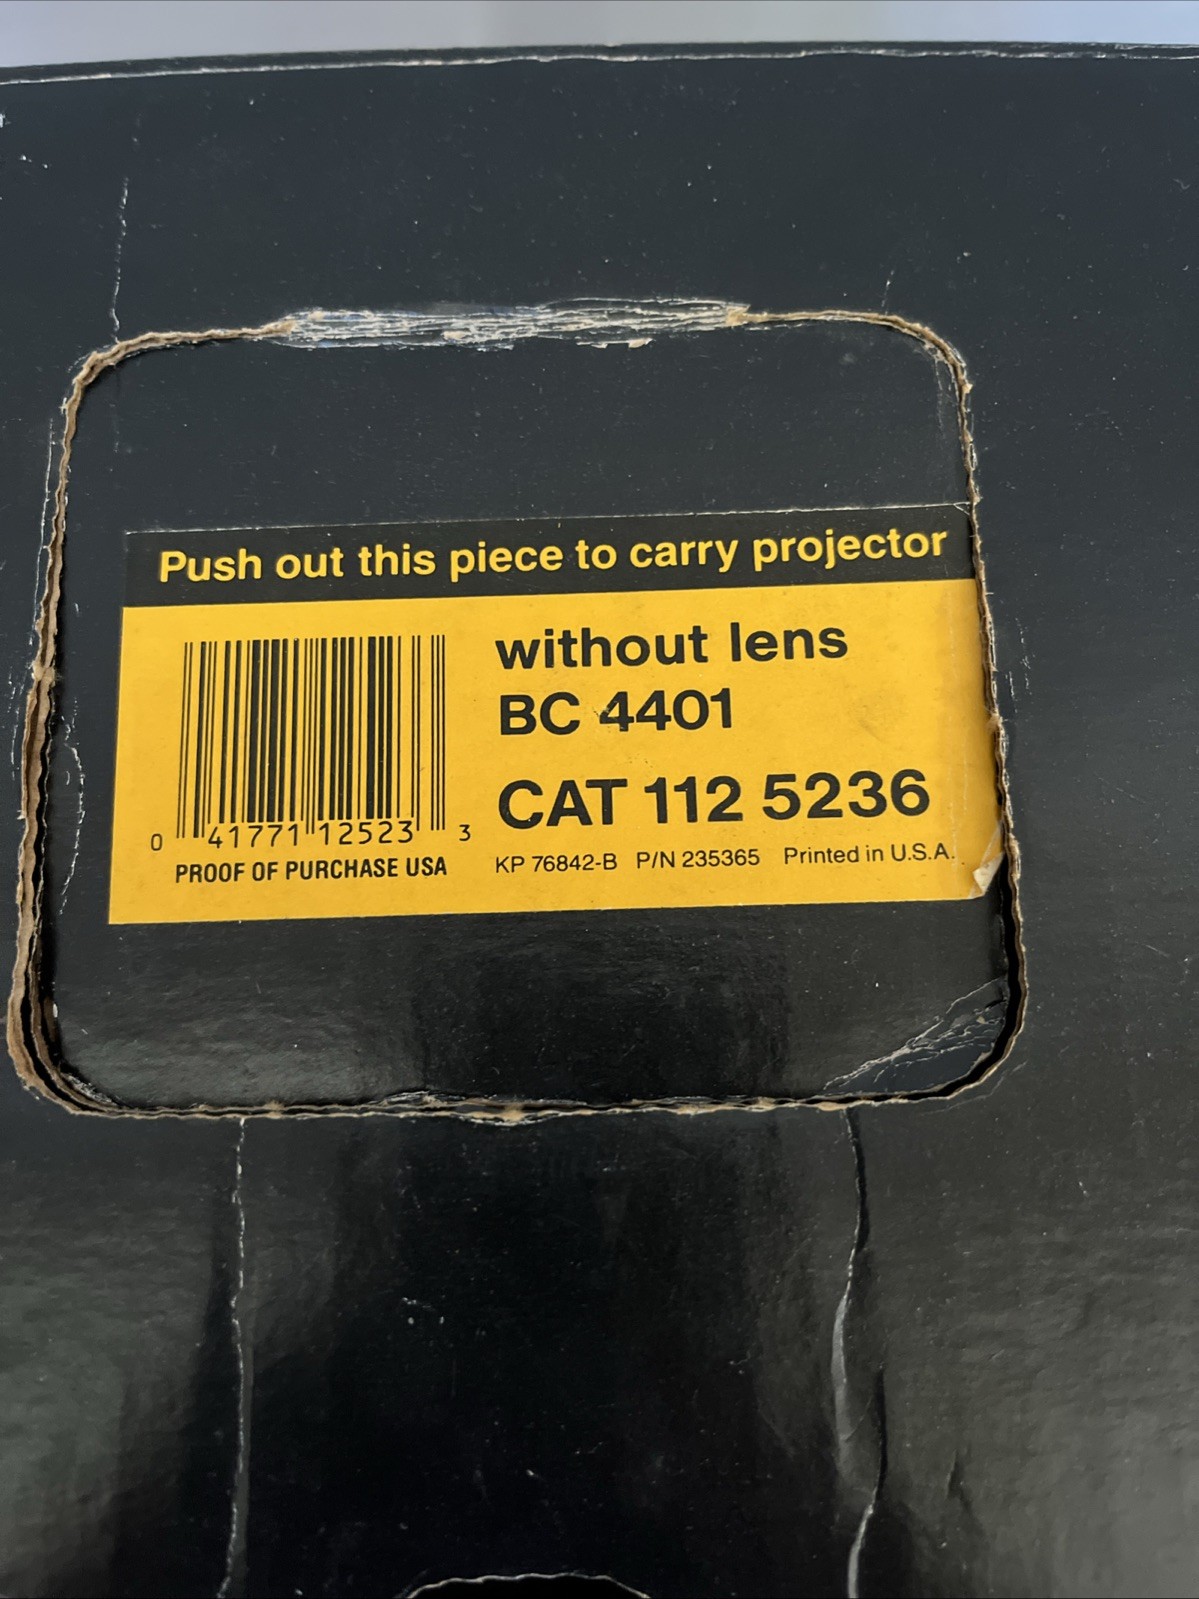 Push out this piece to carry projector
without lens
BC 4401
CAT 112 5236
KP 76842-B P/N 235365 Printed in U.S.A.
0 41771 12523 3
PROOF OF PURCHASE USA